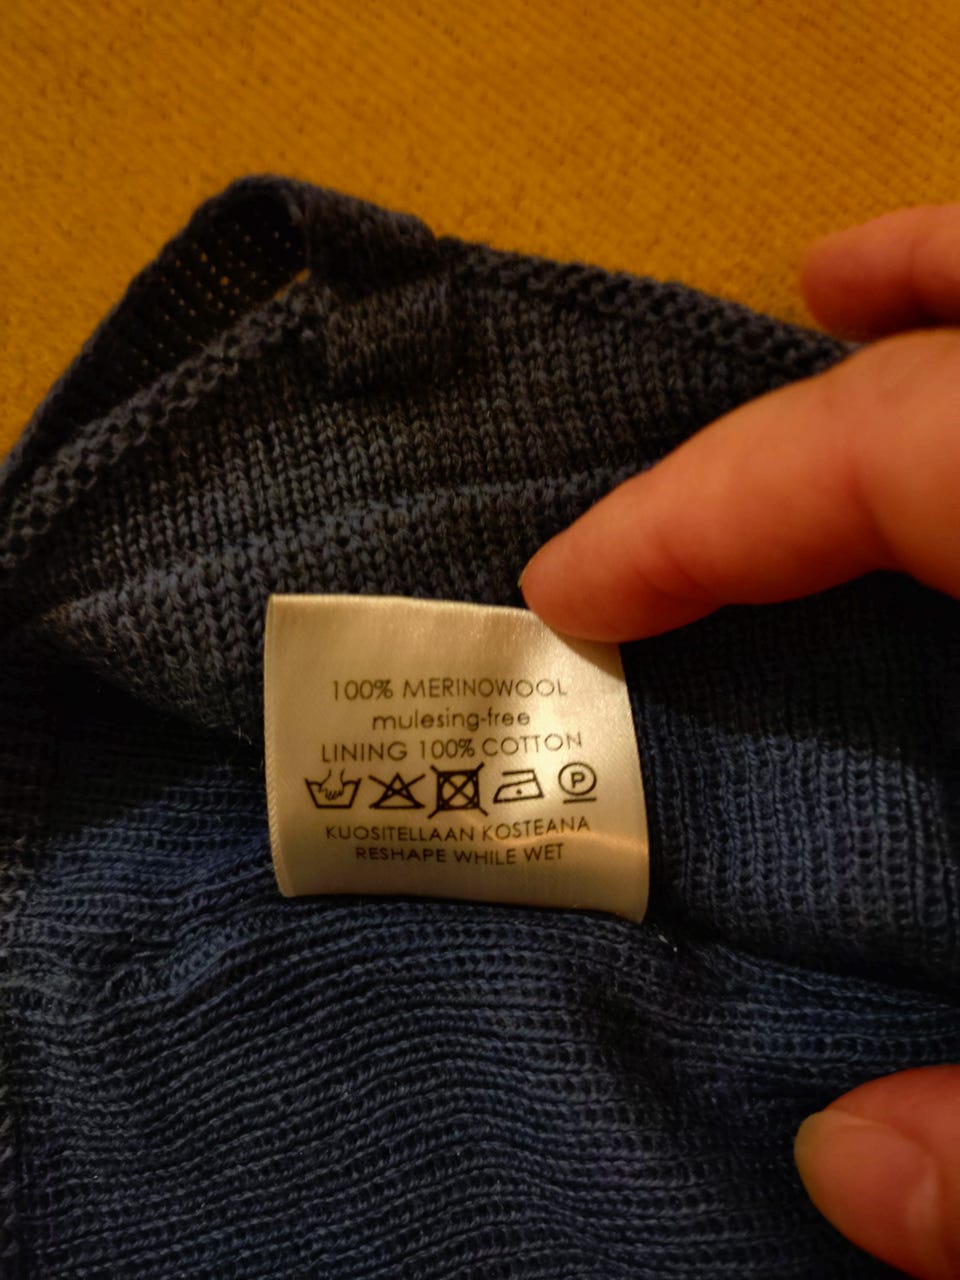 100% MERINOWOOL
mulesing-free
LINING 100% COTTON
P
KUOSITELLAAN KOSTEANA
RESHAPE WHILE WET